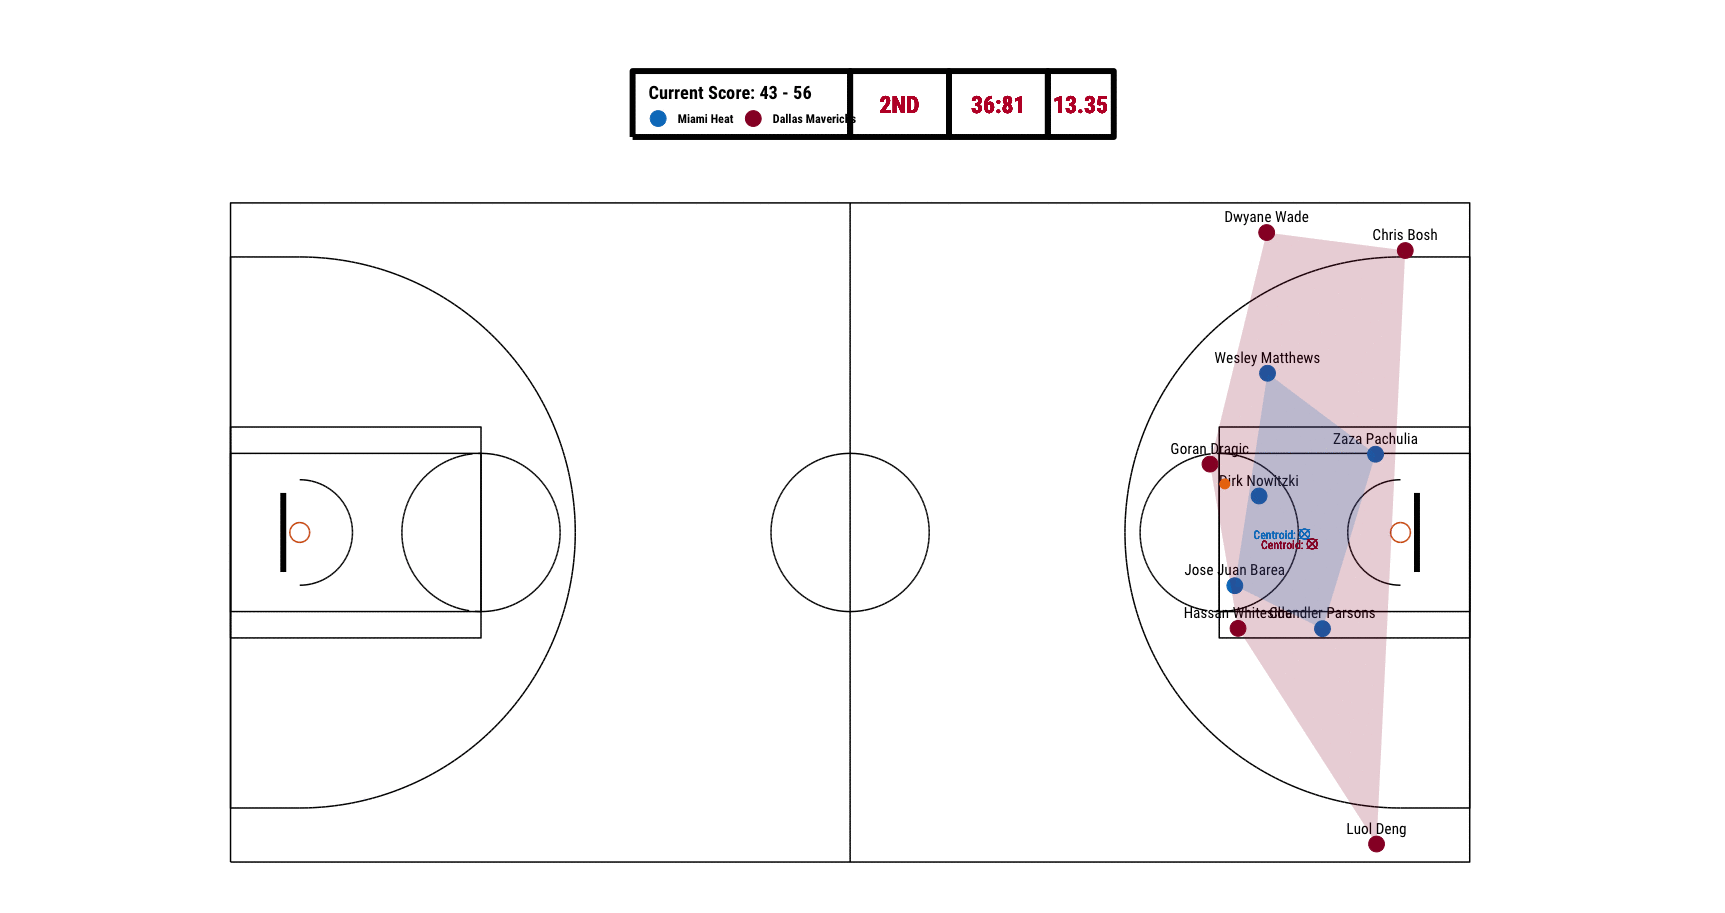 Current Score: 43 - 56
Miami Heat
Dallas Mavericks
2ND
36:81
13.35
Dwyane Wade
Chris Bosh
Wesley Matthews
Zaza Pachulia
Goran Dragic
Dirk Nowitzki
Centroid:
Centroid:
Jose Juan Barea
Hassan Whiteside
Chandler Parsons
Luol Deng